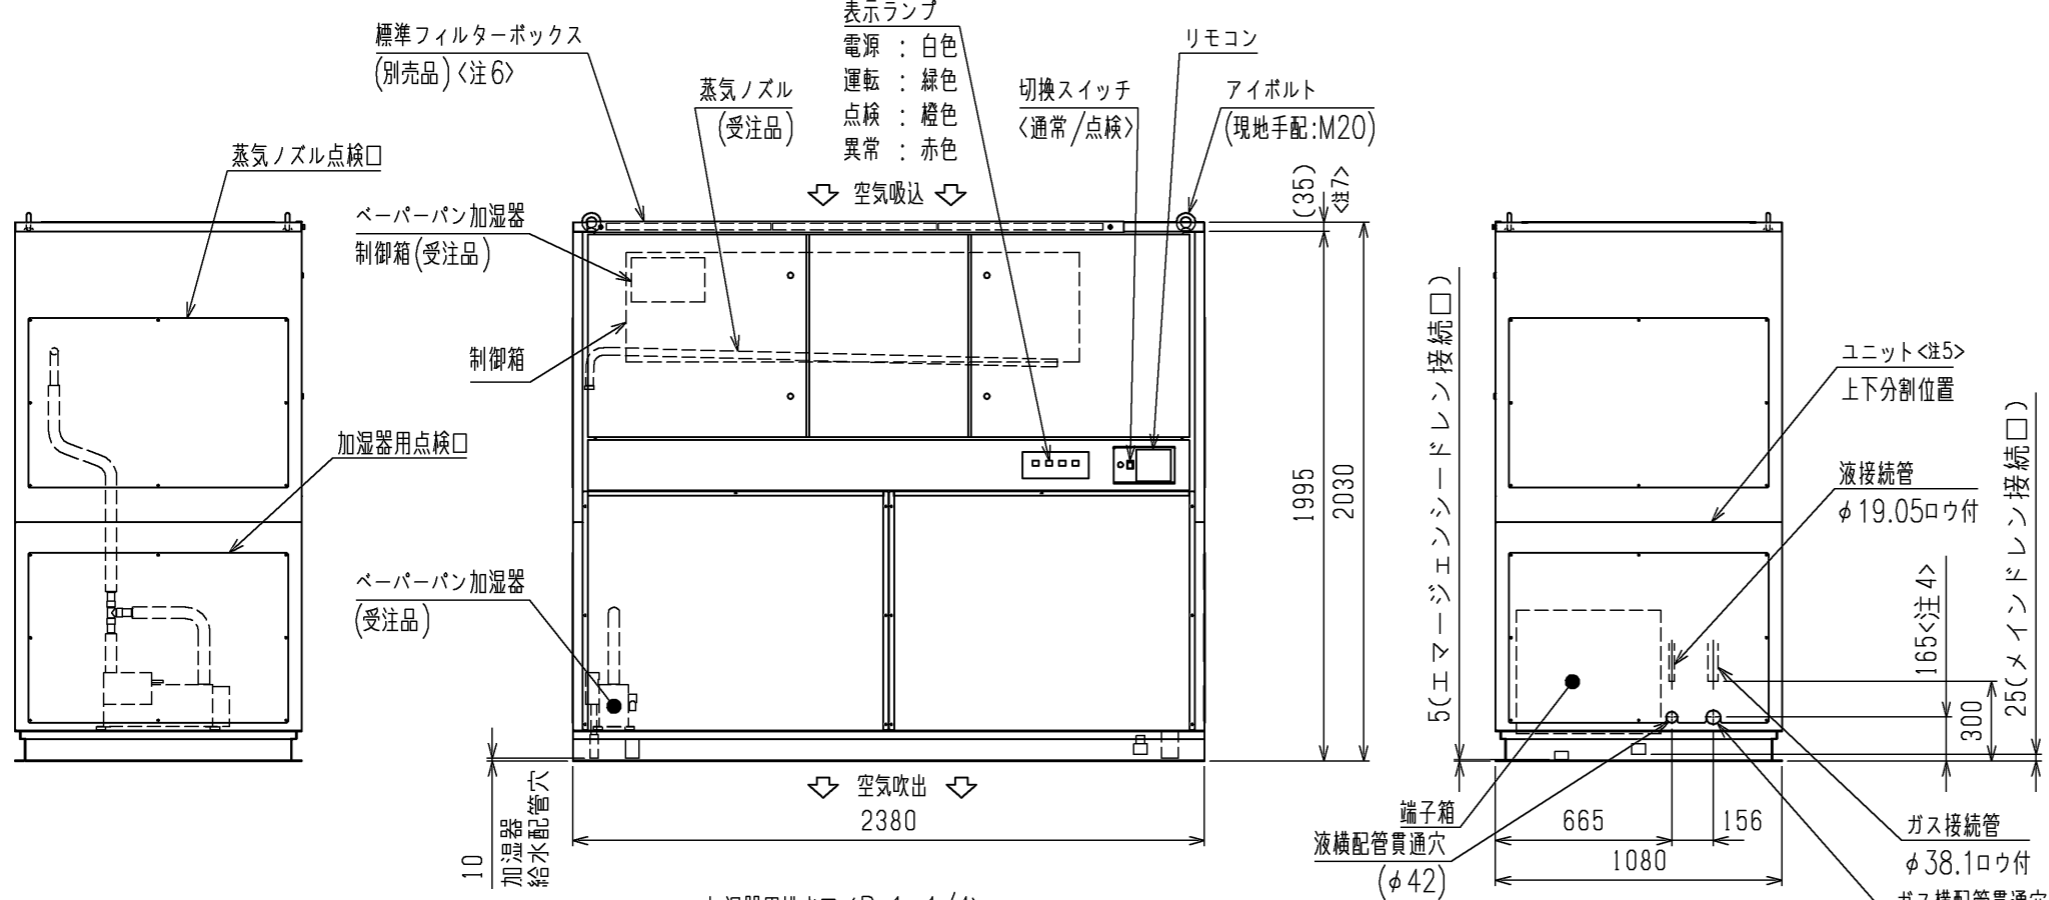 表示ランプ
電源 : 白色
運転 : 緑色
点検 : 橙色
異常 : 赤色
標準フィルターボックス
(別売品)<注6>
リモコン
蒸気ノズル
(受注品)
切換スイッチ
<通常/点検>
アイボルト
(現地手配:M20)
蒸気ノズル点検口
空気吸込
(35)
<注7>
ペーパーパン加湿器
制御箱(受注品)
制御箱
加湿器用点検口
ペーパーパン加湿器
(受注品)
1995
2030
5(エマージェンシードレン接続口)
ユニット<注5>
上下分割位置
液接続管
φ19.05ロウ付
165<注4>
300
25(メインドレン接続口)
空気吹出
2380
10
加湿器
給水配管穴
端子箱
液横配管貫通穴
(φ42)
665
156
1080
ガス接続管
φ38.1ロウ付
ガス横配管貫通穴